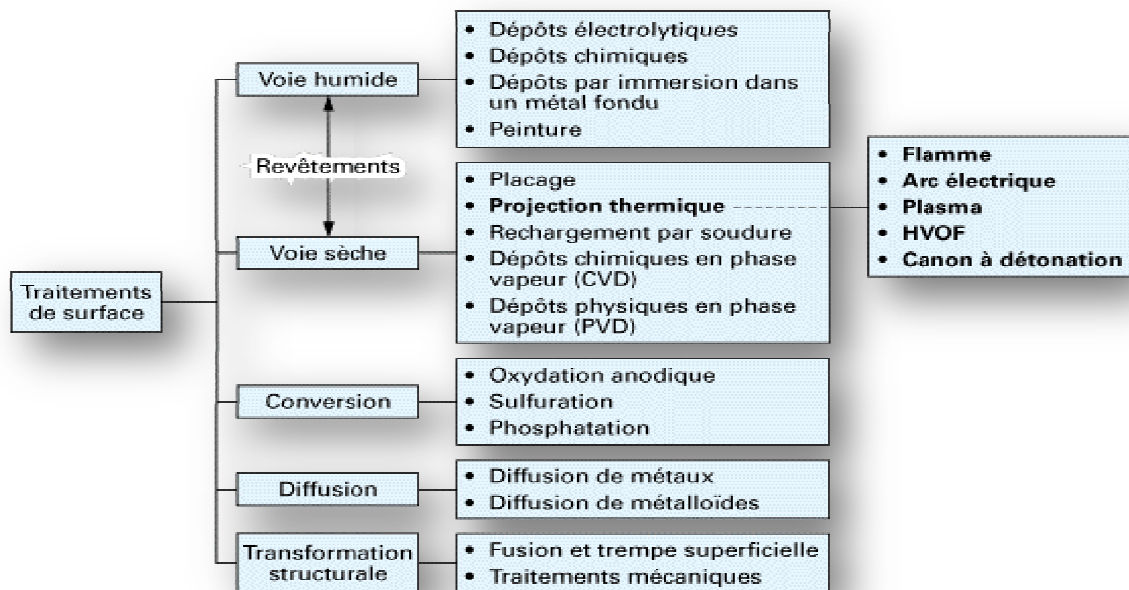 Traitements
de surface
Voie humide
Revêtements
Voie sèche
Conversion
Diffusion
Transformation
structurale
• Dépôts électrolytiques
• Dépôts chimiques
• Dépôts par immersion dans
un métal fondu
• Peinture
• Placage
• Projection thermique
• Rechargement par soudure
• Dépôts chimiques en phase
vapeur (CVD)
• Dépôts physiques en phase
vapeur (PVD)
• Oxydation anodique
• Sulfuration
• Phosphatation
• Diffusion de métaux
• Diffusion de métalloïdes
• Fusion et trempe superficielle
• Traitements mécaniques
• Flamme
• Arc électrique
• Plasma
• HVOF
• Canon à détonation